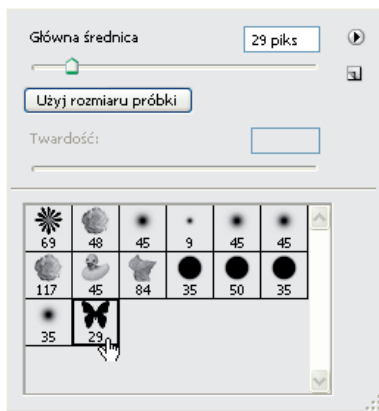 Główna średnica 29 piks
Użyj rozmiaru próbki
Twardość:
69 48 45 9 45 45
117 45 84 35 50 35
35 29